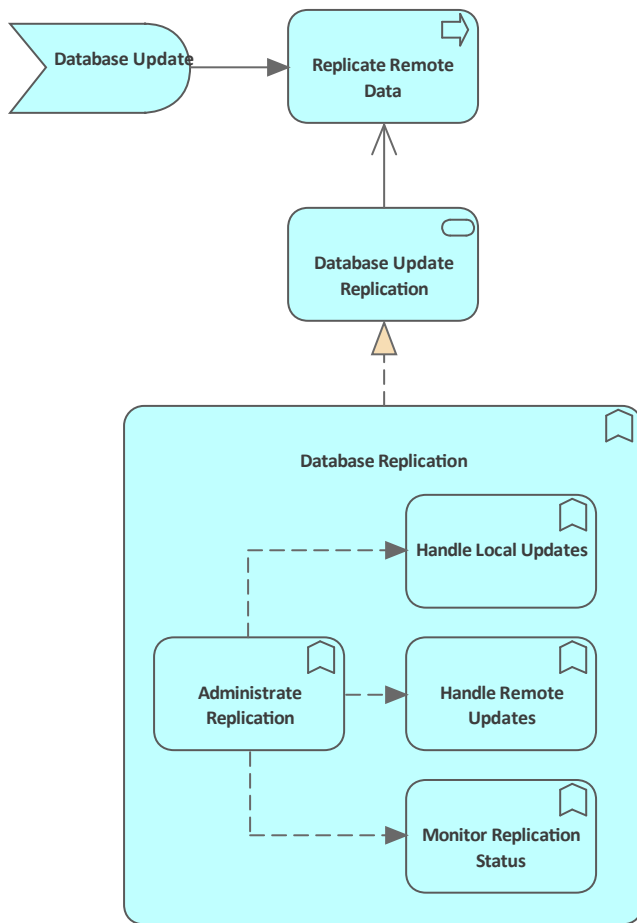 Database Update
Replicate Remote
Data
Database Update
Replication
Database Replication
Handle Local Updates
Administrate
Replication
Handle Remote
Updates
Monitor Replication
Status